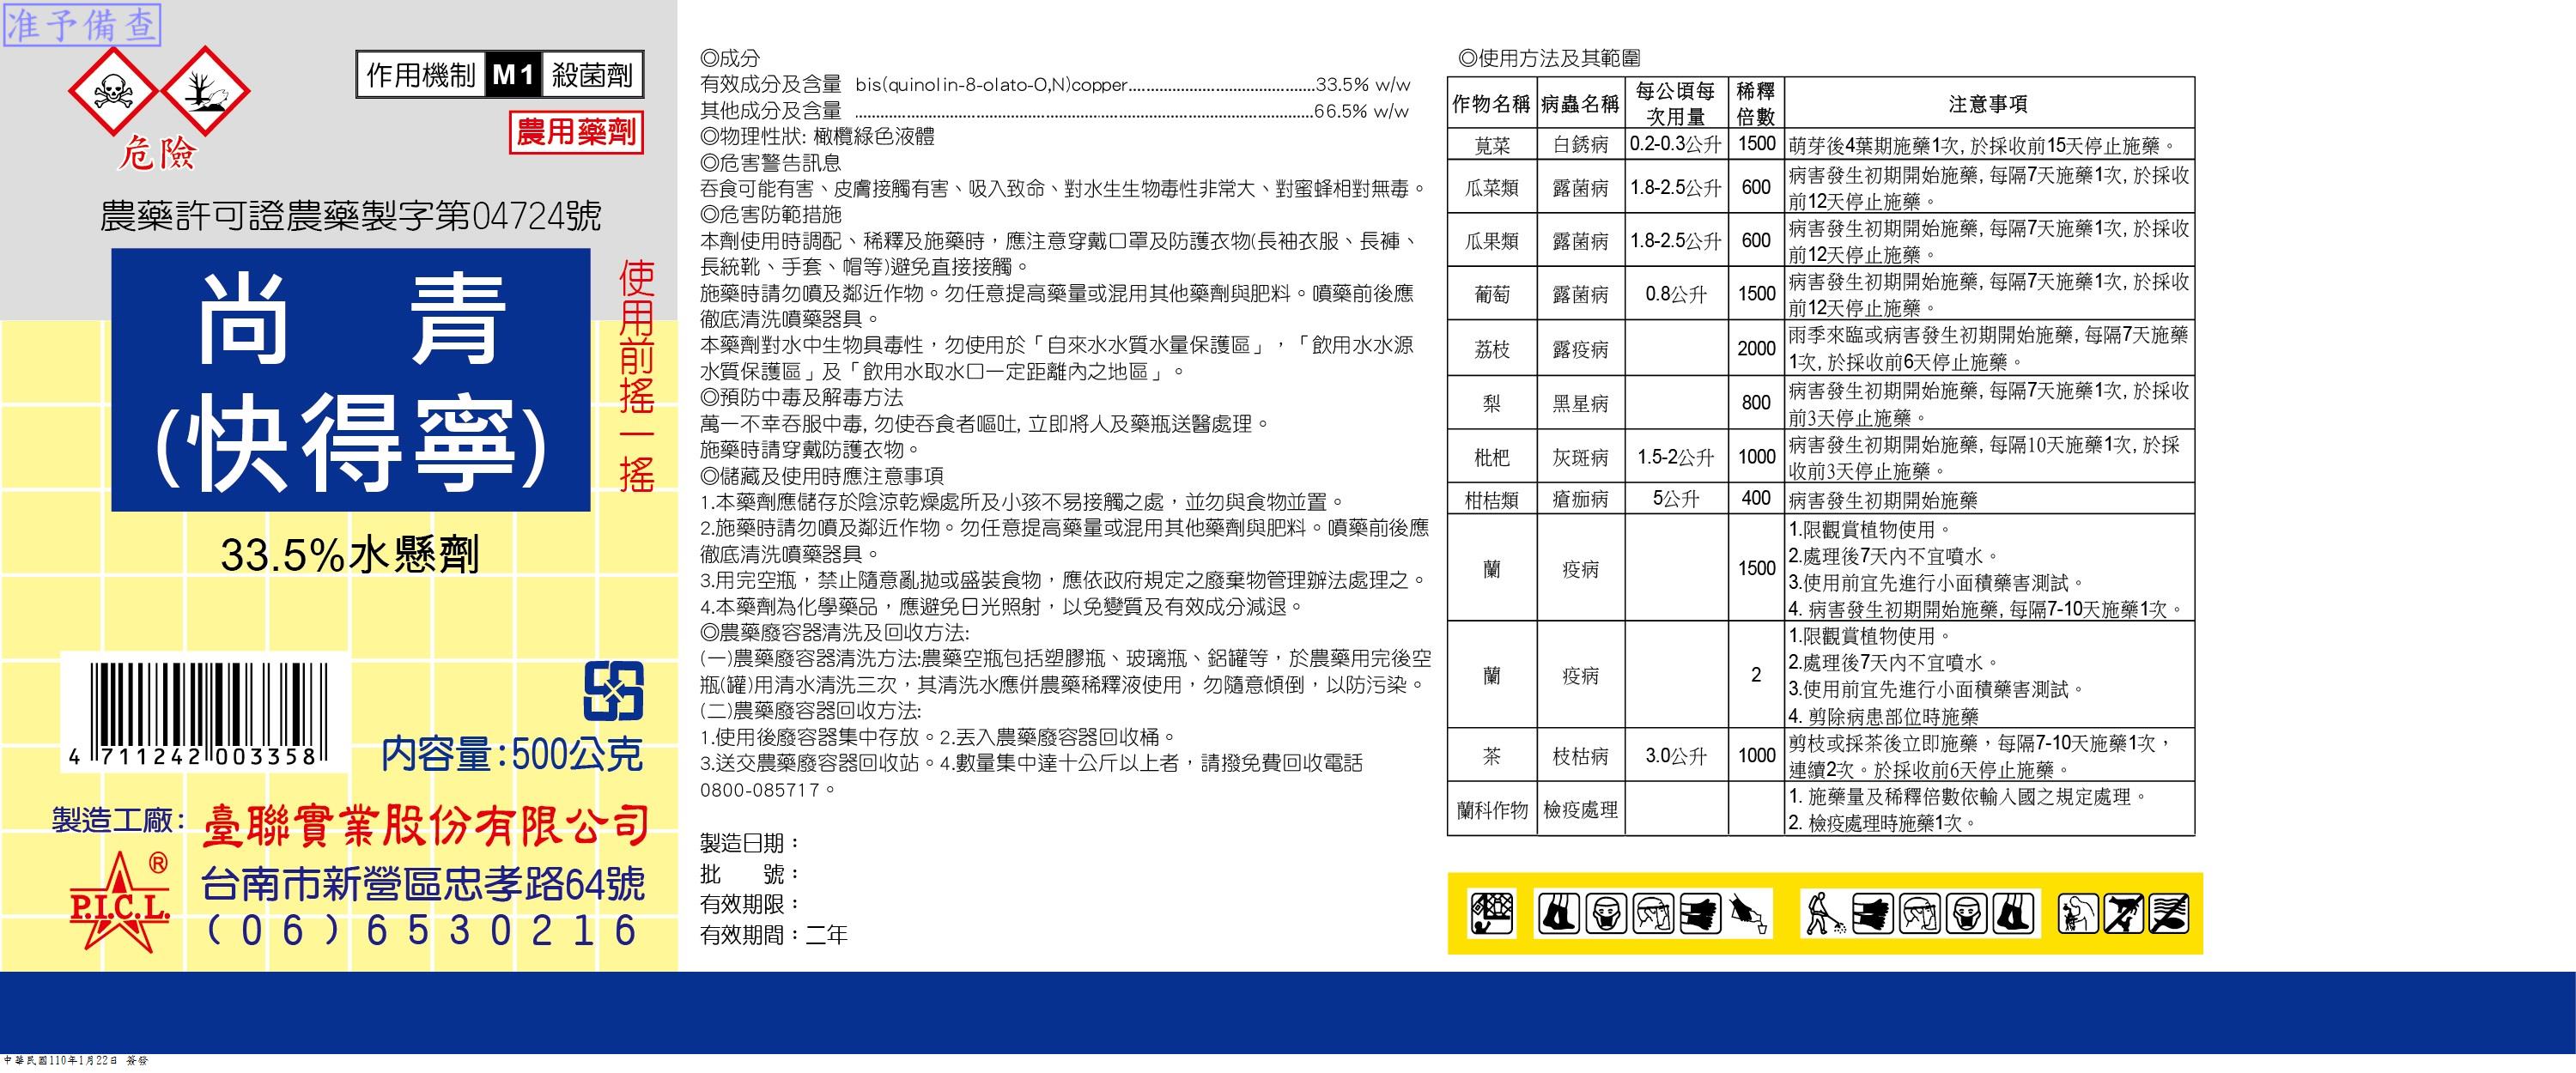 准予備查
作用機制 M1 殺菌劑
農用藥劑
危險
農藥許可證農藥製字第04724號
尚 青
(快得寧)
使用前搖一搖
33.5%水懸劑
4 711242 003358
內容量:500公克
製造工廠: 臺聯實業股份有限公司
®
P.I.C.L.
台南市新營區忠孝路64號
(06)6530216
◎成分
有效成分及含量 bis(quinolin-8-olato-O,N)copper..........................................33.5% w/w
其他成分及含量 ........................................................................................................66.5% w/w
◎物理性狀: 橄欖綠色液體
◎危害警告訊息
吞食可能有害、皮膚接觸有害、吸入致命、對水生生物毒性非常大、對蜜蜂相對無毒。
◎危害防範措施
本劑使用時調配、稀釋及施藥時，應注意穿戴口罩及防護衣物(長袖衣服、長褲、
長統靴、手套、帽等)避免直接接觸。
施藥時請勿噴及鄰近作物。勿任意提高藥量或混用其他藥劑與肥料。噴藥前後應
徹底清洗噴藥器具。
本藥劑對水中生物具毒性，勿使用於「自來水水質水量保護區」，「飲用水水源
水質保護區」及「飲用水取水口一定距離內之地區」。
◎預防中毒及解毒方法
萬一不幸吞服中毒, 勿使吞食者嘔吐, 立即將人及藥瓶送醫處理。
施藥時請穿戴防護衣物。
◎儲藏及使用時應注意事項
1.本藥劑應儲存於陰涼乾燥處所及小孩不易接觸之處，並勿與食物並置。
2.施藥時請勿噴及鄰近作物。勿任意提高藥量或混用其他藥劑與肥料。噴藥前後應
徹底清洗噴藥器具。
3.用完空瓶，禁止隨意亂拋或盛裝食物，應依政府規定之廢棄物管理辦法處理之。
4.本藥劑為化學藥品，應避免日光照射，以免變質及有效成分減退。
◎農藥廢容器清洗及回收方法:
(一)農藥廢容器清洗方法:農藥空瓶包括塑膠瓶、玻璃瓶、鋁罐等，於農藥用完後空
瓶(罐)用清水清洗三次，其清洗水應併農藥稀釋液使用，勿隨意傾倒，以防污染。
(二)農藥廢容器回收方法:
1.使用後廢容器集中存放。2.丟入農藥廢容器回收桶。
3.送交農藥廢容器回收站。4.數量集中達十公斤以上者，請撥免費回收電話
0800-085717。
製造日期：
批 號：
有效期限：
有效期間：二年
◎使用方法及其範圍
作物名稱 病蟲名稱 每公頃每次用量 稀釋倍數 注意事項
莧菜 白銹病 0.2-0.3公升 1500 萌芽後4葉期施藥1次, 於採收前15天停止施藥。
瓜菜類 露菌病 1.8-2.5公升 600 病害發生初期開始施藥, 每隔7天施藥1次, 於採收
前12天停止施藥。
瓜果類 露菌病 1.8-2.5公升 600 病害發生初期開始施藥, 每隔7天施藥1次, 於採收
前12天停止施藥。
葡萄 露菌病 0.8公升 1500 病害發生初期開始施藥, 每隔7天施藥1次, 於採收
前12天停止施藥。
荔枝 露疫病 2000 雨季來臨或病害發生初期開始施藥, 每隔7天施藥
1次, 於採收前6天停止施藥。
梨 黑星病 800 病害發生初期開始施藥, 每隔7天施藥1次, 於採收
前3天停止施藥。
枇杷 灰斑病 1.5-2公升 1000 病害發生初期開始施藥, 每隔10天施藥1次, 於採
收前3天停止施藥。
柑桔類 瘡痂病 5公升 400 病害發生初期開始施藥
蘭 疫病 1500 1.限觀賞植物使用。
2.處理後7天內不宜噴水。
3.使用前宜先進行小面積藥害測試。
4. 病害發生初期開始施藥, 每隔7-10天施藥1次。
蘭 疫病 2 1.限觀賞植物使用。
2.處理後7天內不宜噴水。
3.使用前宜先進行小面積藥害測試。
4. 剪除病患部位時施藥
茶 枝枯病 3.0公升 1000 剪枝或採茶後立即施藥，每隔7-10天施藥1次，
連續2次。於採收前6天停止施藥。
蘭科作物 檢疫處理 1. 施藥量及稀釋倍數依輸入國之規定處理。
2. 檢疫處理時施藥1次。
中華民國110年1月22日 簽發